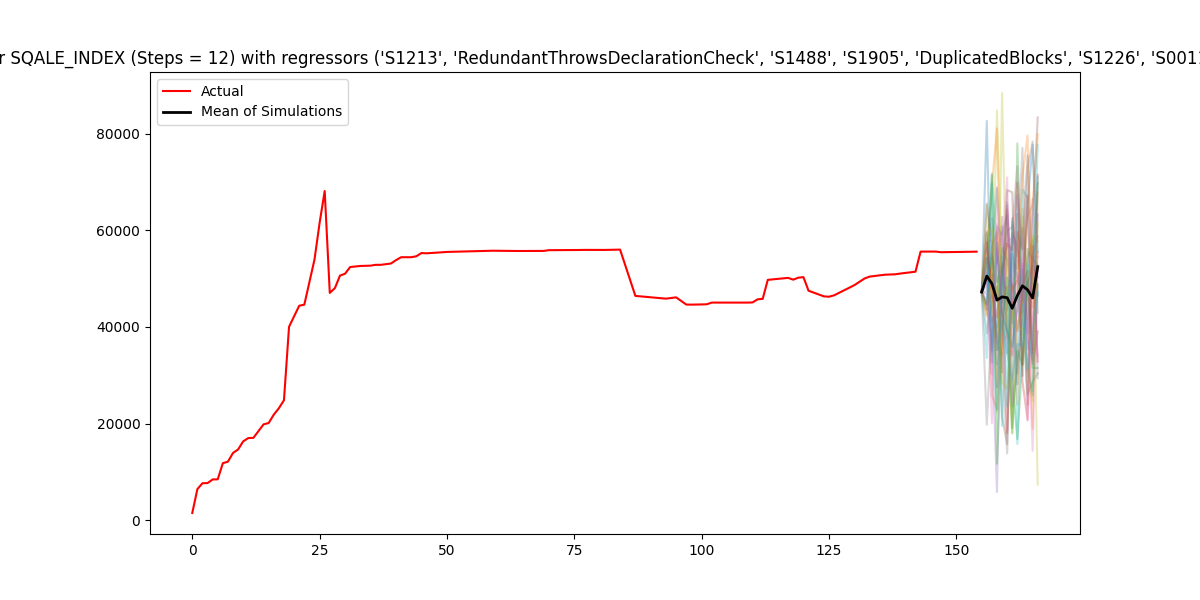 r SQALE_INDEX (Steps = 12) with regressors ('S1213', 'RedundantThrowsDeclarationCheck', 'S1488', 'S1905', 'DuplicatedBlocks', 'S1226', 'S001
Actual
Mean of Simulations
80000
60000
40000
20000
0
0 25 50 75 100 125 150